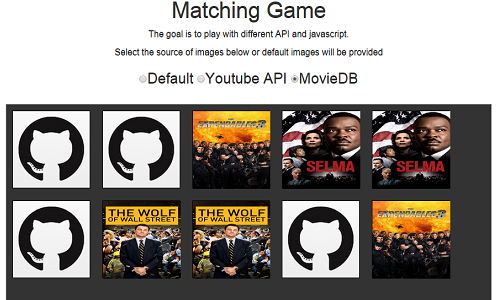 Matching Game
The goal is to play with different API and javascript.
Select the source of images below or default images will be provided
Default Youtube API MovieDB
EXPENDABLES 3
SELMA
SELMA
THE WOLF
OF WALL STREET
THE WOLF
OF WALL STREET
EXPENDABLES 3